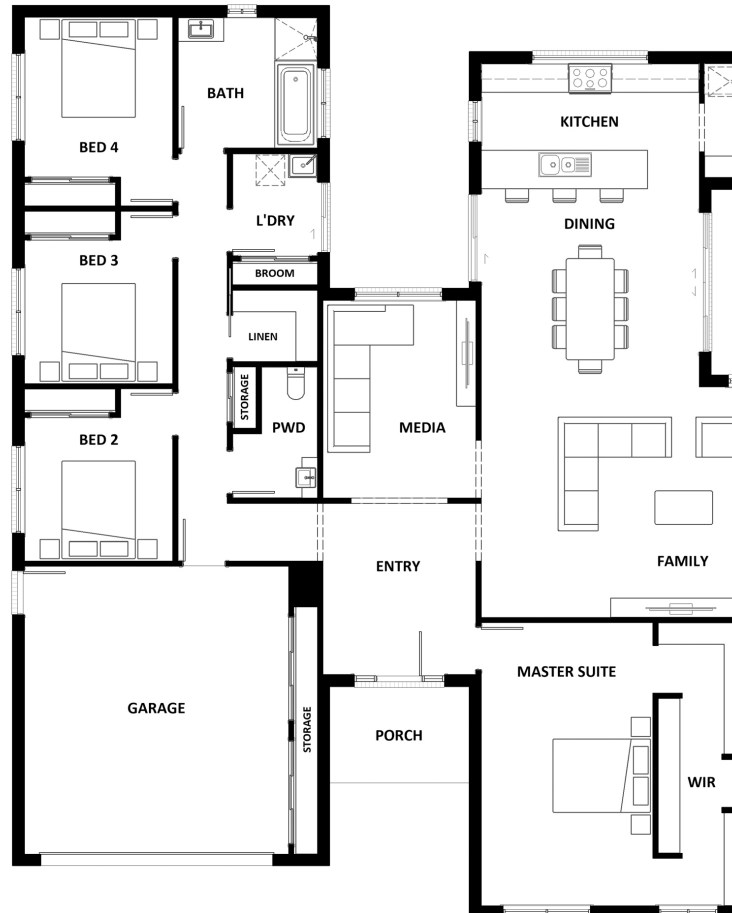 BATH
BED 4
KITCHEN
L'DRY
DINING
BED 3
BROOM
LINEN
STORAGE
PWD
MEDIA
BED 2
FAMILY
ENTRY
MASTER SUITE
GARAGE
STORAGE
PORCH
WIR